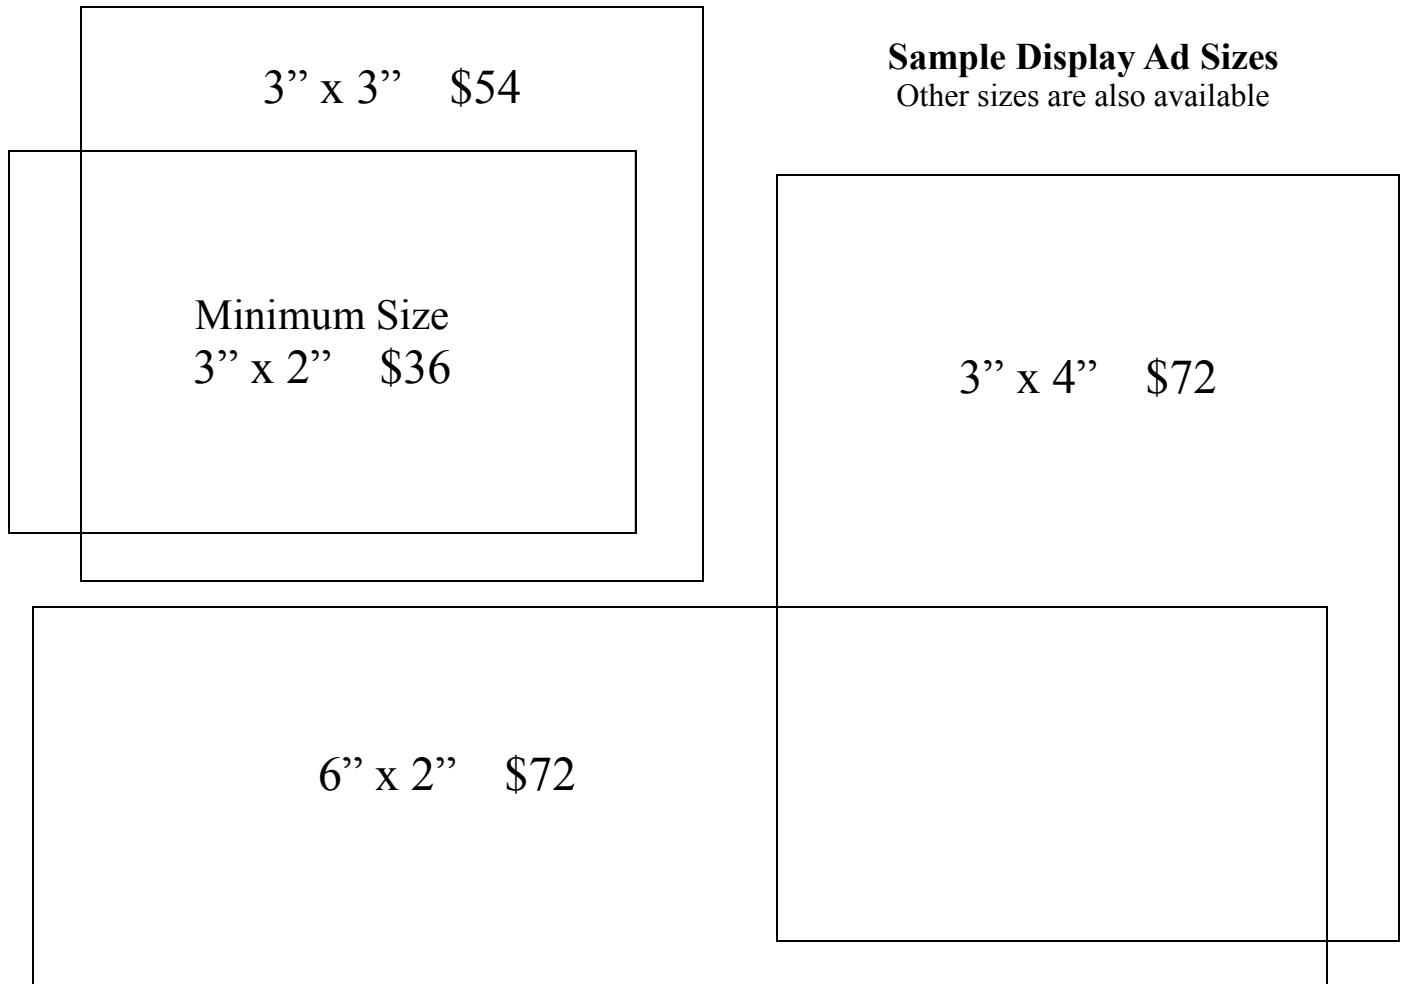 3” x 3” $54
Sample Display Ad Sizes
Other sizes are also available
Minimum Size
3” x 2” $36
3” x 4” $72
6” x 2” $72